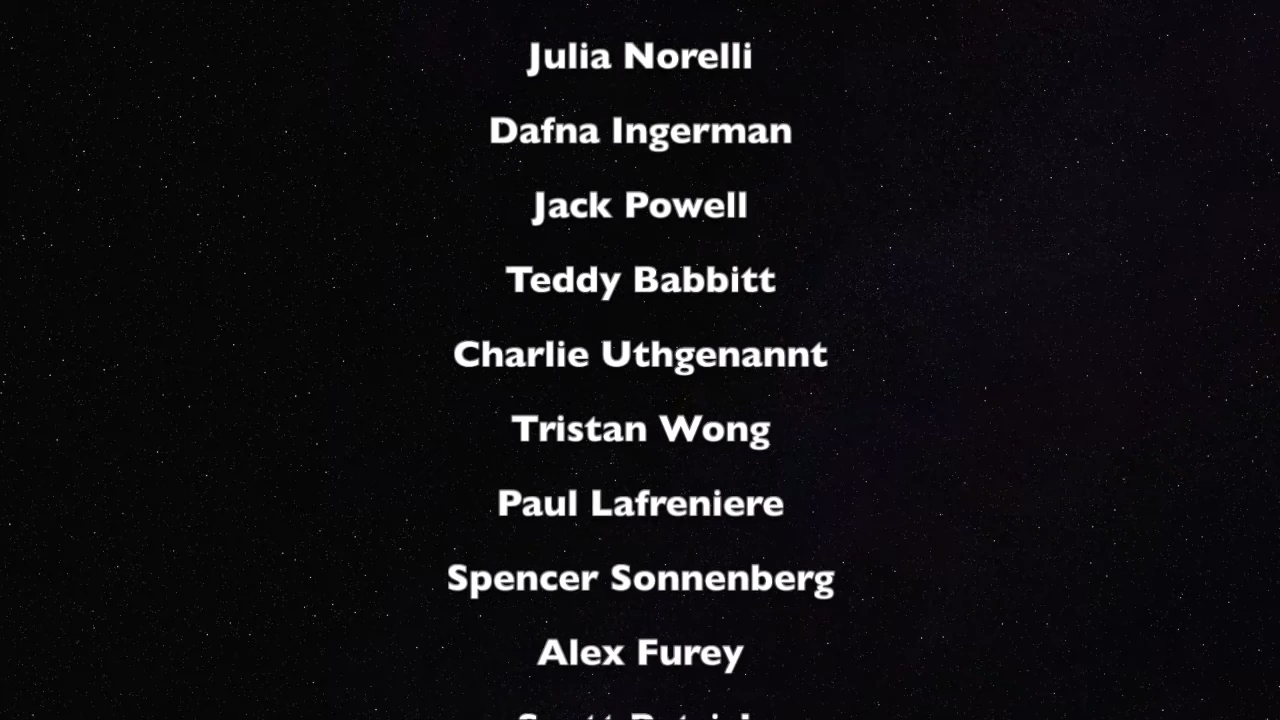 Julia Norelli
Dafna Ingerman
Jack Powell
Teddy Babbitt
Charlie Uthgenannt
Tristan Wong
Paul Lafreniere
Spencer Sonnenberg
Alex Furey